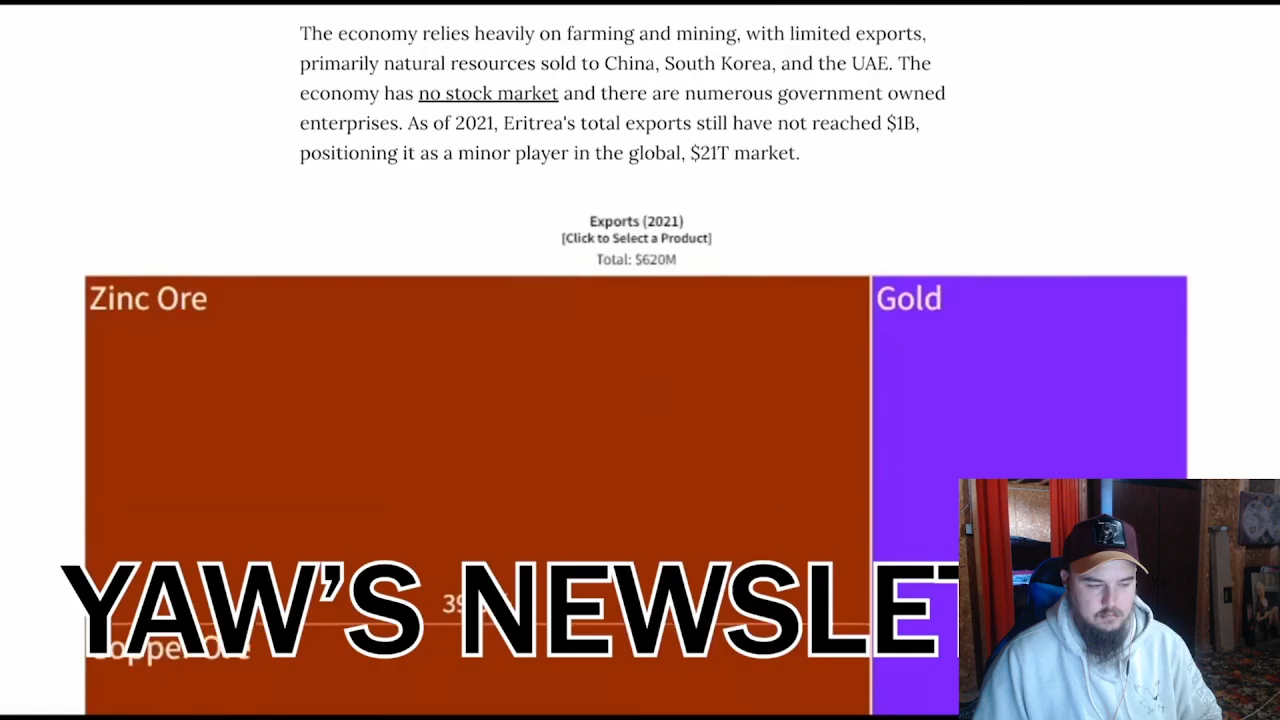 The economy relies heavily on farming and mining, with limited exports,
primarily natural resources sold to China, South Korea, and the UAE. The
economy has no stock market and there are numerous government owned
enterprises. As of 2021, Eritrea's total exports still have not reached $1B,
positioning it as a minor player in the global, $21T market.
Exports (2021)
[Click to Select a Product]
Total: $620M
Zinc Ore
Gold
YAW'S
Copper Ore